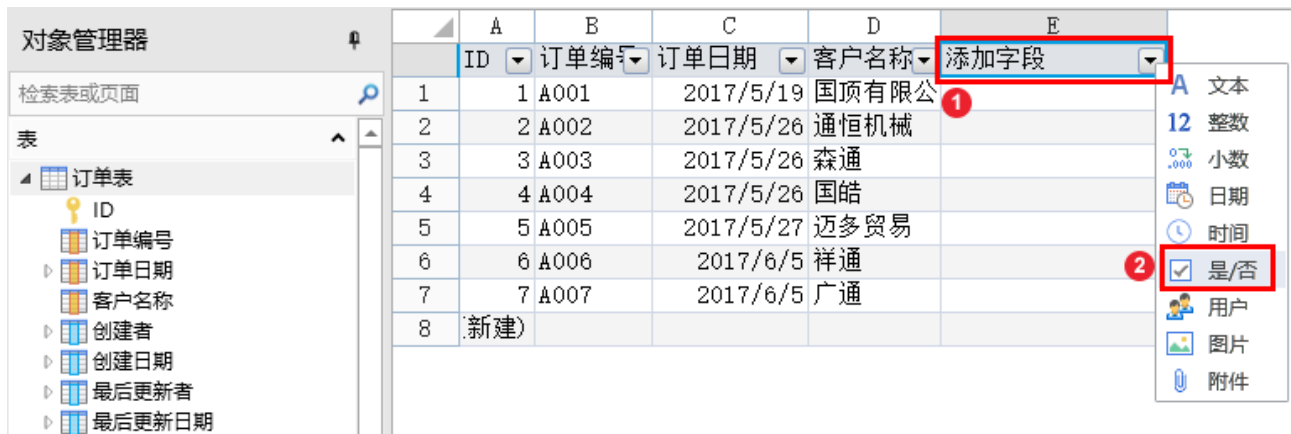 对象管理器
检索表或页面
表
订单表
ID
订单编号
订单日期
客户名称
创建者
创建日期
最后更新者
最后更新日期
A B C D E
ID 订单编号 订单日期 客户名称 添加字段
1 1 A001 2017/5/19 国顶有限公
2 2 A002 2017/5/26 通恒机械
3 3 A003 2017/5/26 森通
4 4 A004 2017/5/26 国皓
5 5 A005 2017/5/27 迈多贸易
6 6 A006 2017/6/5 祥通
7 7 A007 2017/6/5 广通
8 新建)
1
2
A 文本
12 整数
小数
日期
时间
是/否
用户
图片
附件